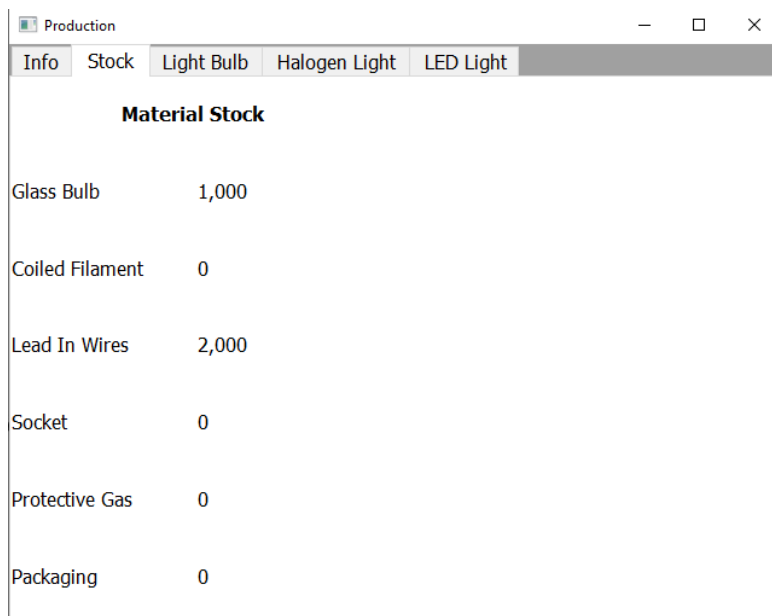 Production
Info Stock Light Bulb Halogen Light LED Light
Material Stock
Glass Bulb 1,000
Coiled Filament 0
Lead In Wires 2,000
Socket 0
Protective Gas 0
Packaging 0